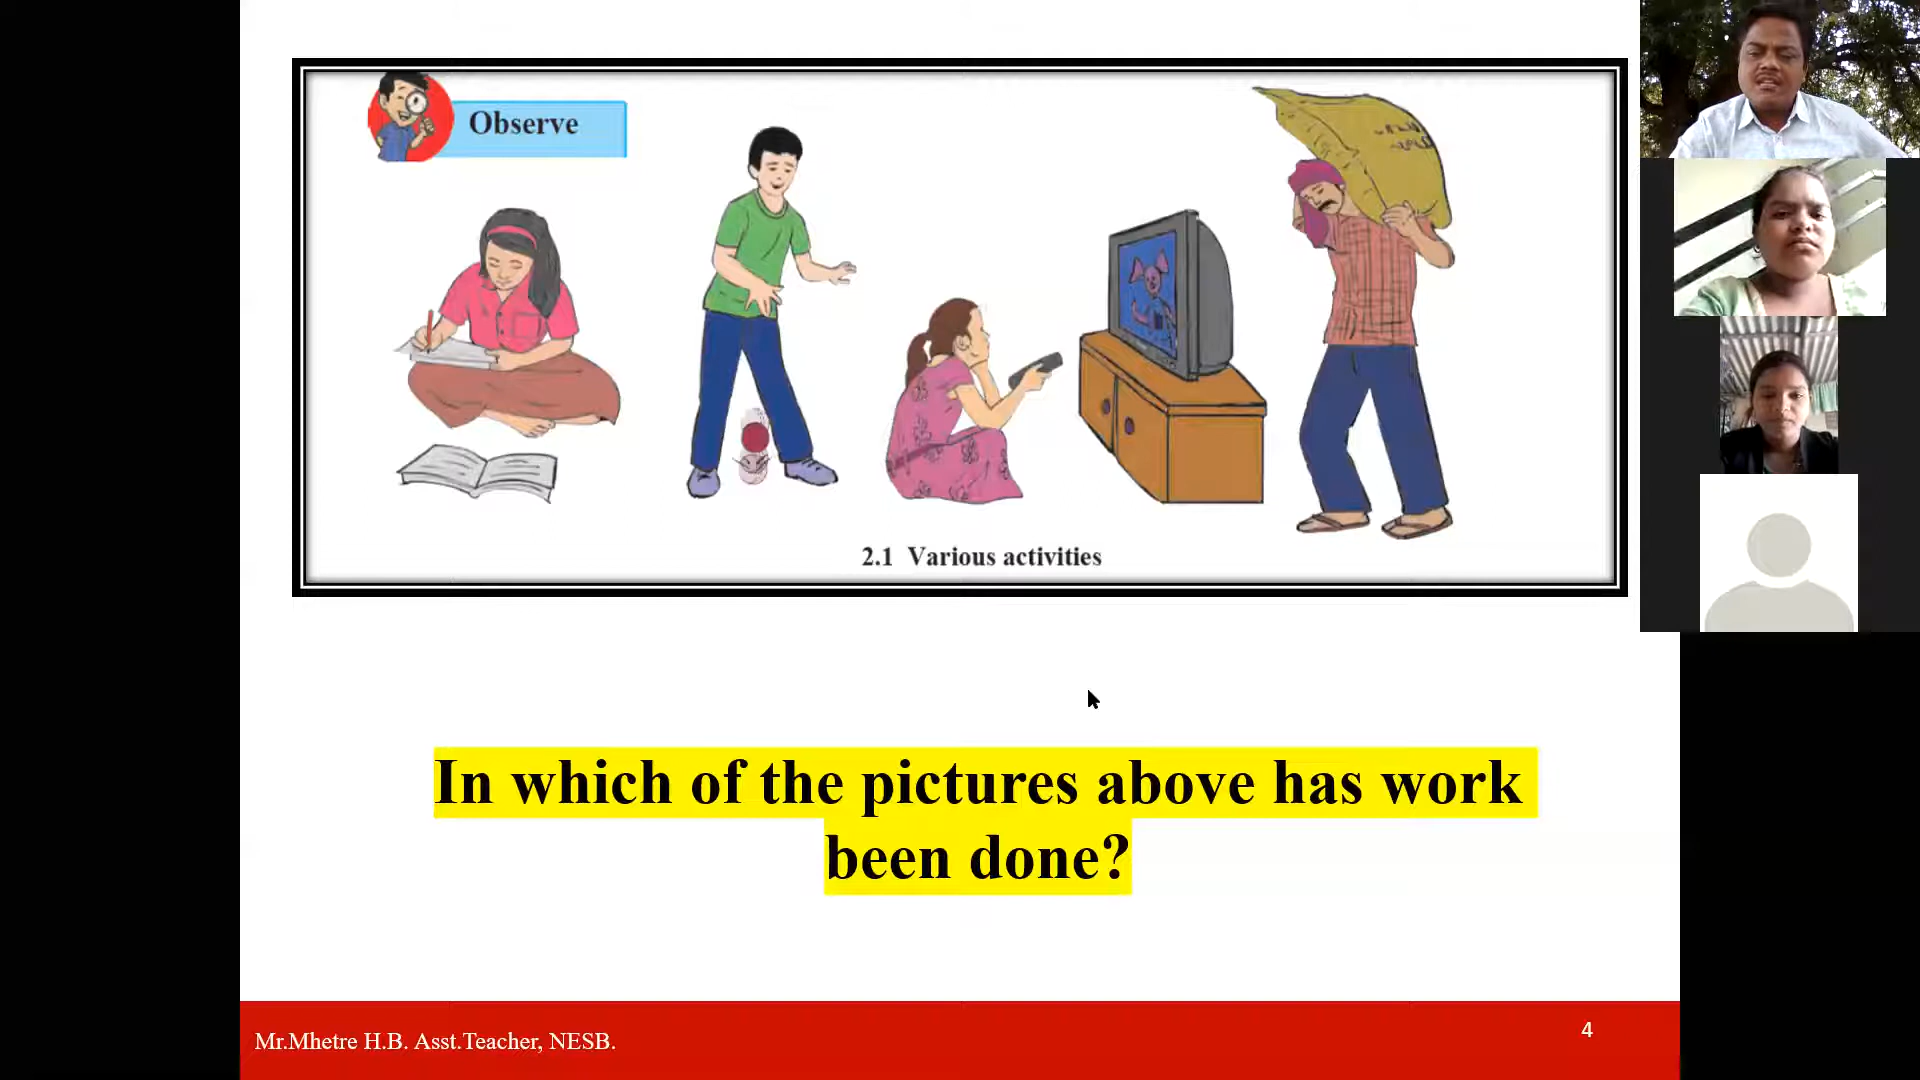 Observe
2.1 Various activities
In which of the pictures above has work
been done?
Mr.Mhetre H.B. Asst.Teacher, NESB.
4